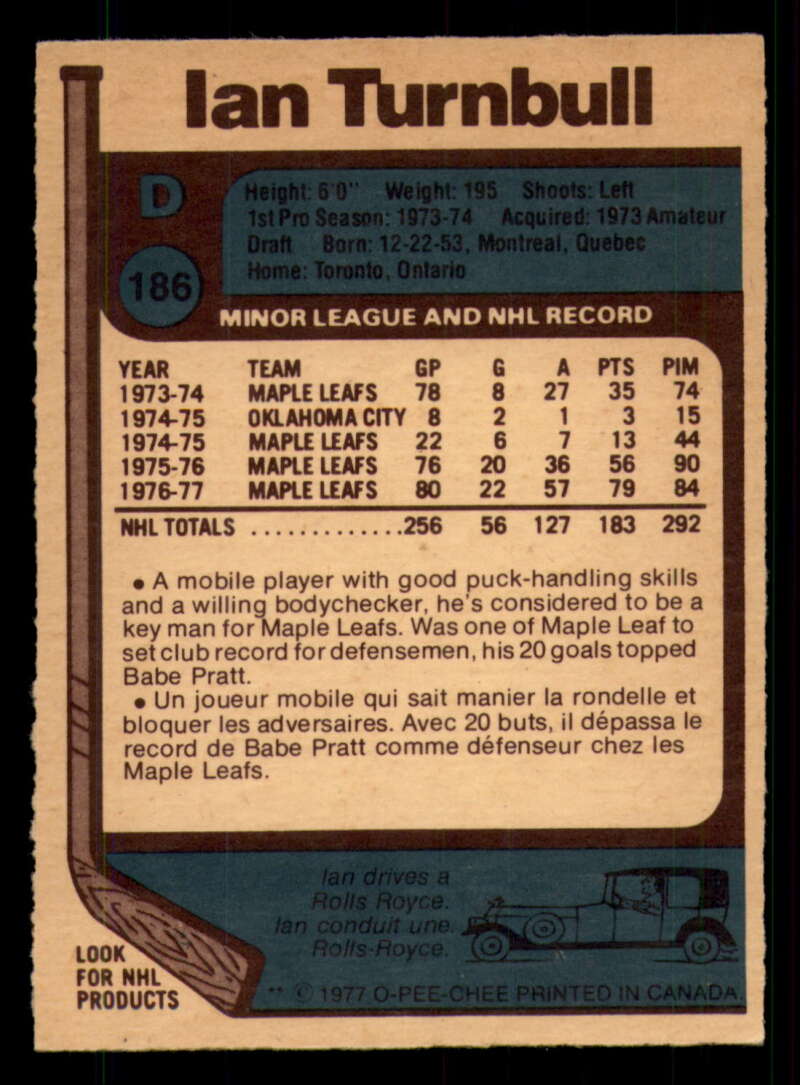 Ian Turnbull
D
186
Height: 6'0" Weight: 195 Shoots: Left
1st Pro Season: 1973-74 Acquired: 1973 Amateur
Draft Born: 12-22-53, Montreal, Quebec
Home: Toronto, Ontario
MINOR LEAGUE AND NHL RECORD
YEAR TEAM GP G A PTS PIM
1973-74 MAPLE LEAFS 78 8 27 35 74
1974-75 OKLAHOMA CITY 8 2 1 3 15
1974-75 MAPLE LEAFS 22 6 7 13 44
1975-76 MAPLE LEAFS 76 20 36 56 90
1976-77 MAPLE LEAFS 80 22 57 79 84
NHL TOTALS .............256 56 127 183 292
• A mobile player with good puck-handling skills
and a willing bodychecker, he's considered to be a
key man for Maple Leafs. Was one of Maple Leaf to
set club record for defensemen, his 20 goals topped
Babe Pratt.
• Un joueur mobile qui sait manier la rondelle et
bloquer les adversaires. Avec 20 buts, il dépassa le
record de Babe Pratt comme défenseur chez les
Maple Leafs.
Ian drives a
Rolls Royce.
Ian conduit une
Rolls-Royce.
LOOK
FOR NHL
PRODUCTS
** © 1977 O-PEE-CHEE PRINTED IN CANADA.